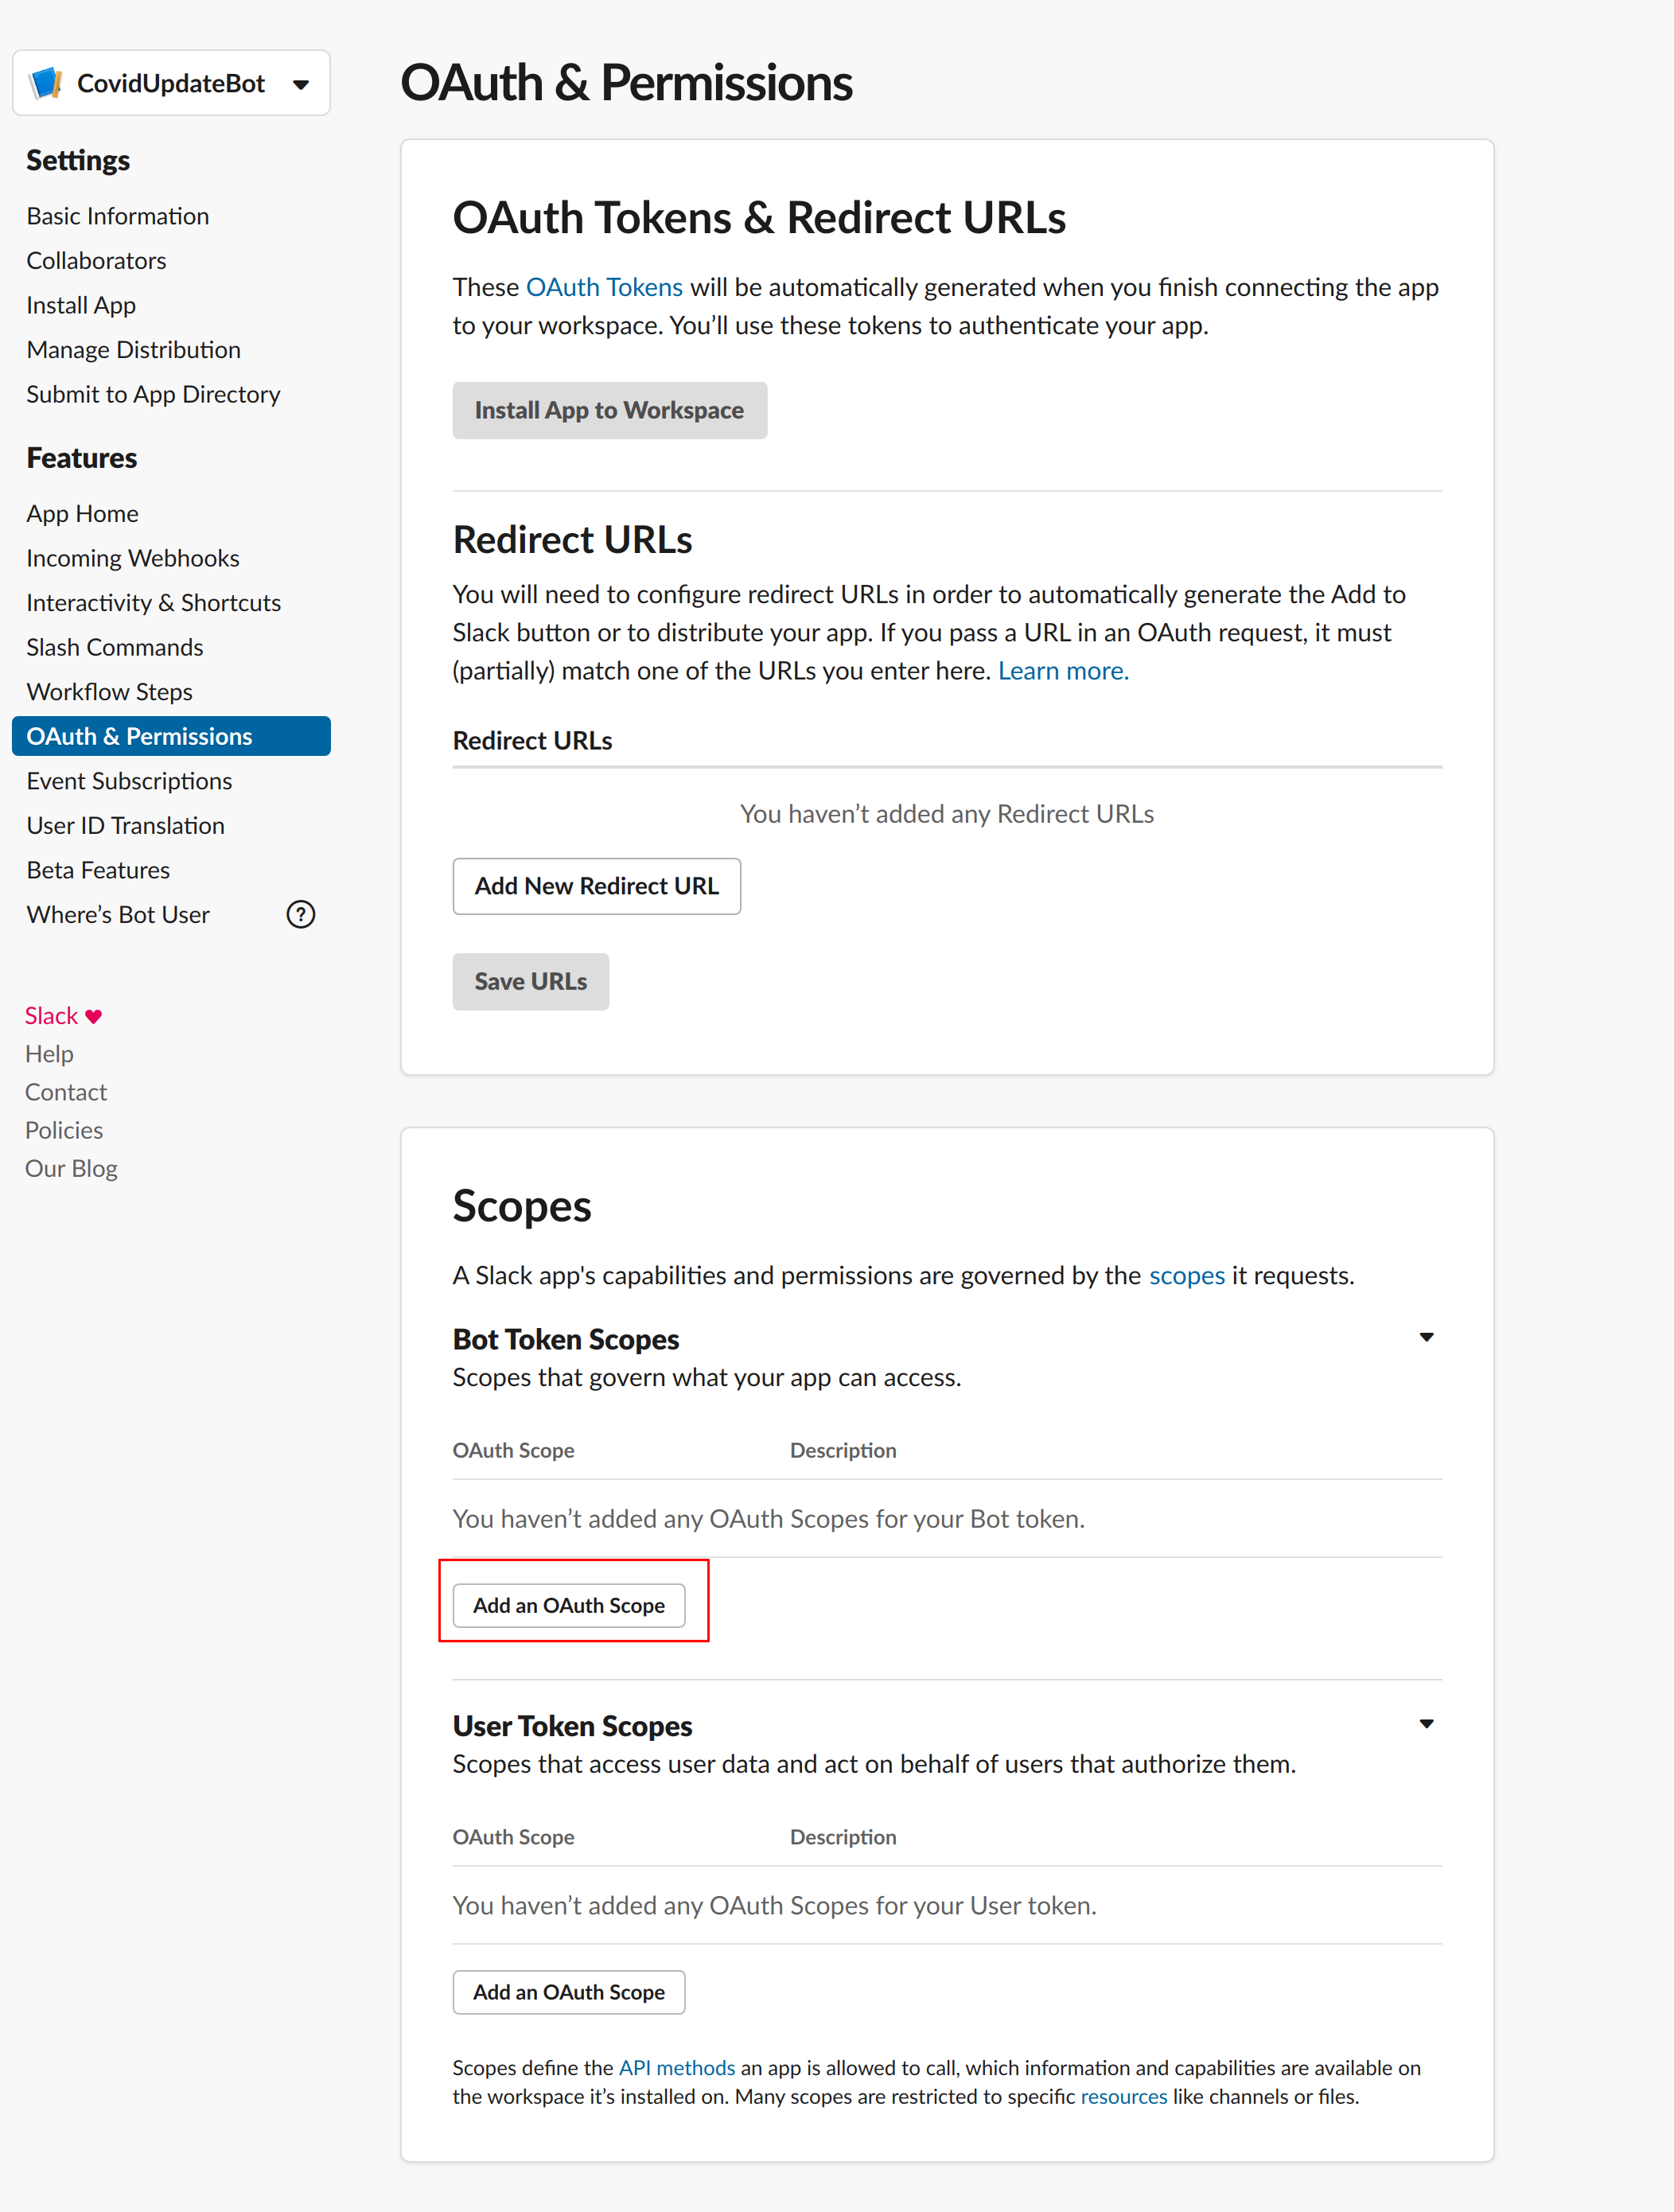 CovidUpdateBot
Settings
Basic Information
Collaborators
Install App
Manage Distribution
Submit to App Directory
Features
App Home
Incoming Webhooks
Interactivity & Shortcuts
Slash Commands
Workflow Steps
OAuth & Permissions
Event Subscriptions
User ID Translation
Beta Features
Where’s Bot User
?
Slack ♥
Help
Contact
Policies
Our Blog
OAuth & Permissions
OAuth Tokens & Redirect URLs
These OAuth Tokens will be automatically generated when you finish connecting the app
to your workspace. You’ll use these tokens to authenticate your app.
Install App to Workspace
Redirect URLs
You will need to configure redirect URLs in order to automatically generate the Add to
Slack button or to distribute your app. If you pass a URL in an OAuth request, it must
(partially) match one of the URLs you enter here. Learn more.
Redirect URLs
You haven’t added any Redirect URLs
Add New Redirect URL
Save URLs
Scopes
A Slack app's capabilities and permissions are governed by the scopes it requests.
Bot Token Scopes
Scopes that govern what your app can access.
OAuth Scope Description
You haven’t added any OAuth Scopes for your Bot token.
Add an OAuth Scope
User Token Scopes
Scopes that access user data and act on behalf of users that authorize them.
OAuth Scope Description
You haven’t added any OAuth Scopes for your User token.
Add an OAuth Scope
Scopes define the API methods an app is allowed to call, which information and capabilities are available on
the workspace it’s installed on. Many scopes are restricted to specific resources like channels or files.